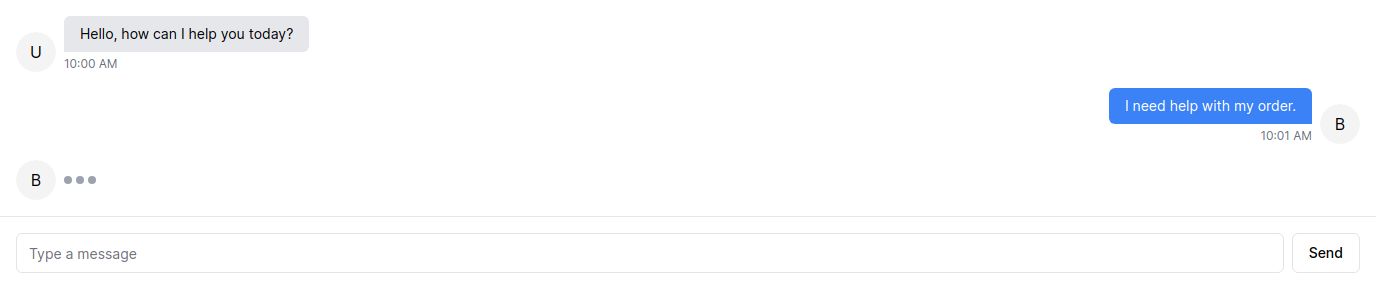 Hello, how can I help you today?
U
10:00 AM
I need help with my order.
B
10:01 AM
B
Type a message
Send